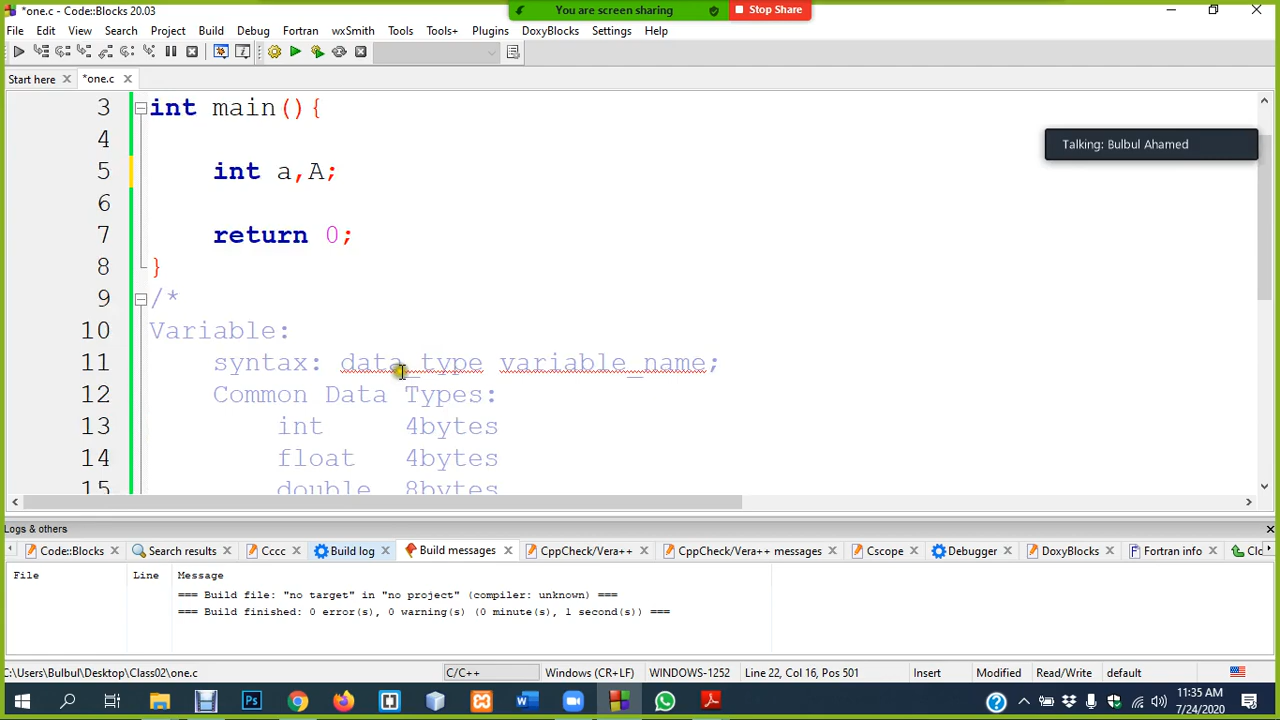 *one.c - Code::Blocks
You are screen sharing
Stop Share
File Edit View Search Project Build Debug Fortran wxSmith Tools Tools+ Plugins DoxyBlocks Settings Help
Start here
*one.c
3 int main(){
Talking: Bulbul Ahamed
4
5 int a,A;
6
7 return 0;
8 }
9 /*
10 Variable:
11 syntax: data_type variable_name;
12 Common Data Types:
13 int 4bytes
14 float 4bytes
15 double 8bytes
Logs & others
Code::Blocks Search results Cccc Build log Build messages CppCheck/Vera++ CppCheck/Vera++ messages Cscope Debugger DoxyBlocks Fortran info Clo
File Line Message
=== Build file: "no target" in "no project" (compiler: unknown) ===
=== Build finished: 0 error(s), 0 warning(s) (0 minute(s), 1 second(s)) ===
C:\Users\Bulbul\Desktop\Class02\one.c C/C++ Windows (CR+LF) WINDOWS-1252 Line 22, Col 16, Pos 501 Insert Modified Read/Write default
11:35 AM
7/24/2020